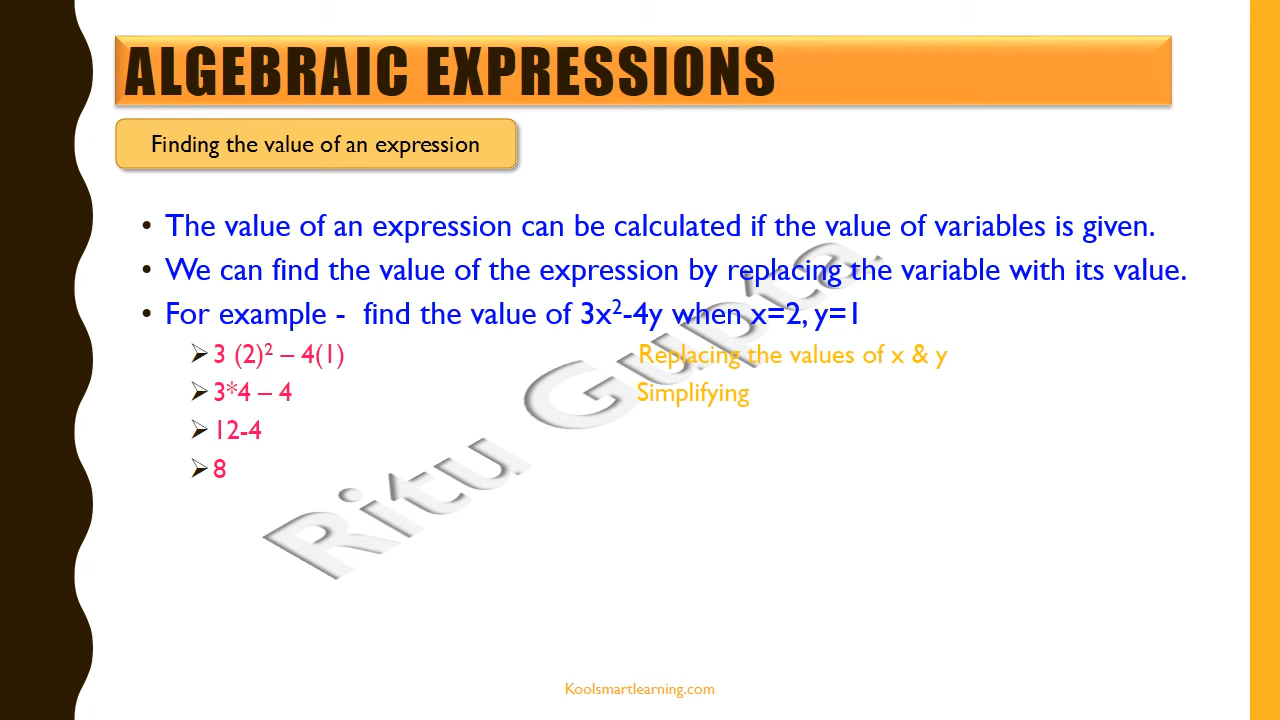 ALGEBRAIC EXPRESSIONS
Finding the value of an expression
• The value of an expression can be calculated if the value of variables is given.
• We can find the value of the expression by replacing the variable with its value.
• For example - find the value of 3x²-4y when x=2, y=1
➢ 3 (2)² – 4(1) Replacing the values of x & y
➢ 3*4 – 4 Simplifying
➢ 12-4
➢ 8
Ritu Gupta.
Koolsmartlearning.com